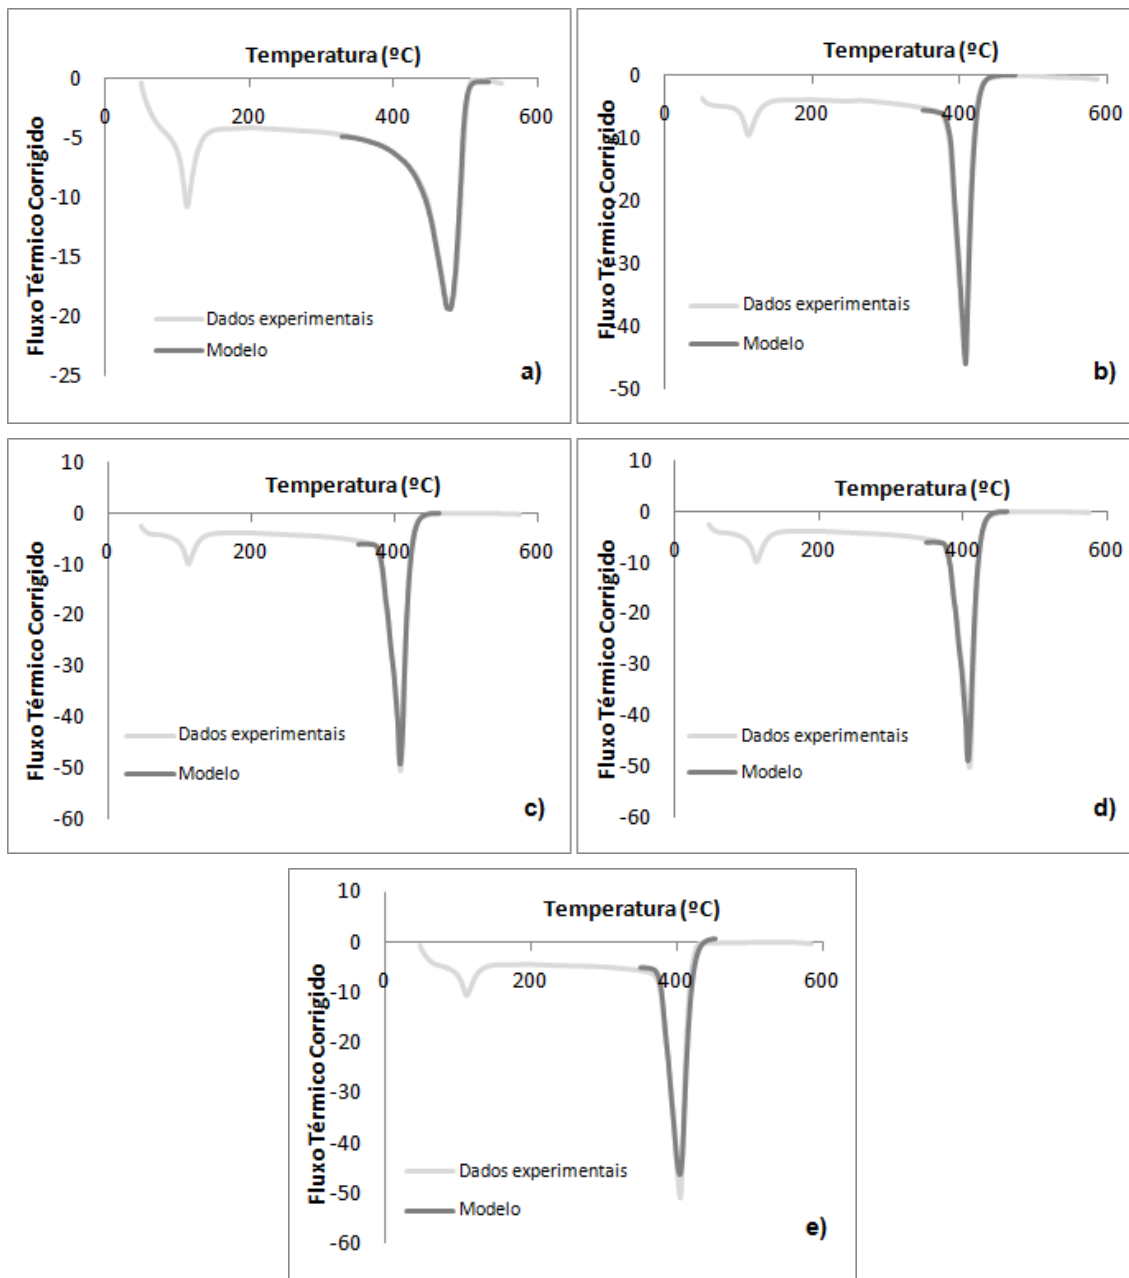 Temperatura (ºC)
0
0
200
400
600
-5
-10
-15
-20
-25
Fluxo Térmico Corrigido
Dados experimentais
Modelo
a)
Temperatura (ºC)
0
0
200
400
600
-10
-20
-30
-40
-50
Fluxo Térmico Corrigido
Dados experimentais
Modelo
b)
10
Temperatura (ºC)
0
0
200
400
600
-10
-20
-30
-40
-50
-60
Fluxo Térmico Corrigido
Dados experimentais
Modelo
c)
10
Temperatura (ºC)
0
0
200
400
600
-10
-20
-30
-40
-50
-60
Fluxo Térmico Corrigido
Dados experimentais
Modelo
d)
10
Temperatura (ºC)
0
0
200
400
600
-10
-20
-30
-40
-50
-60
Fluxo Térmico Corrigido
Dados experimentais
Modelo
e)